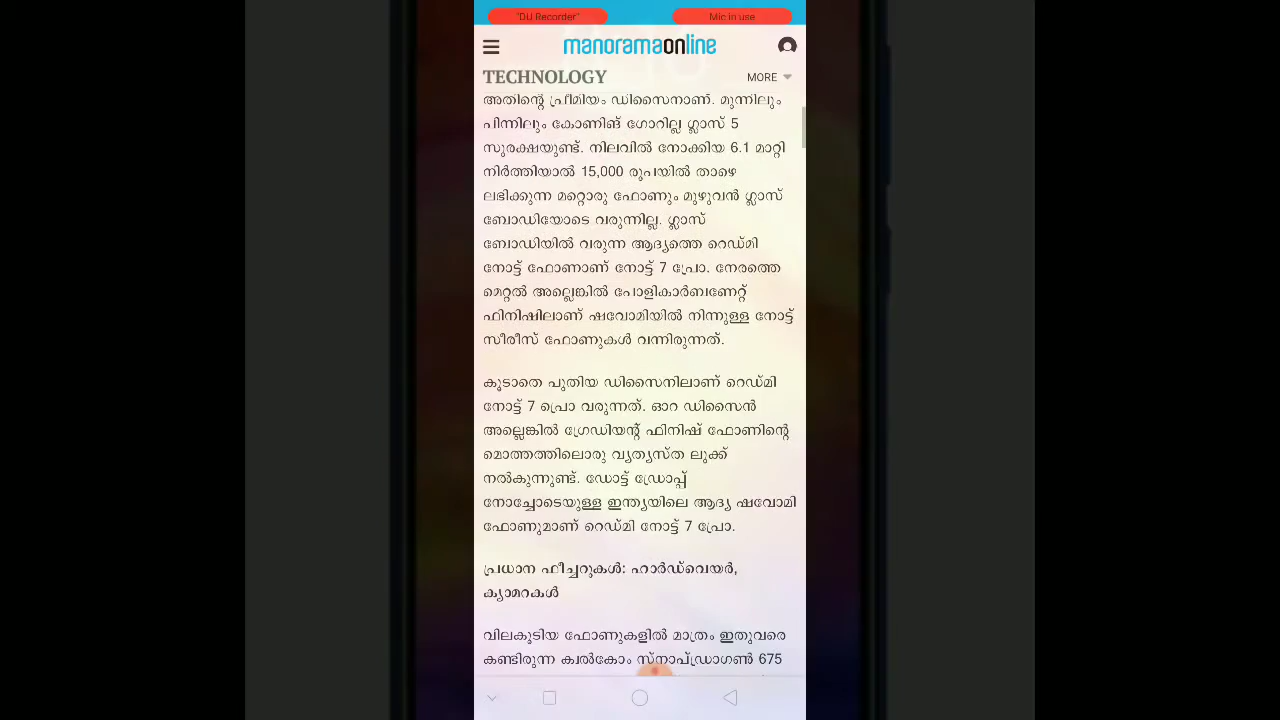 "DU Recorder"
Mic in use
manoramaonline
TECHNOLOGY
MORE
അതിന്റെ പ്രീമിയം ഡിസൈനാണ്. മുന്നിലും
പിന്നിലും കോണിങ് ഗോറില്ല ഗ്ലാസ് 5
സുരക്ഷയുണ്ട്. നിലവിൽ നോക്കിയ 6.1 മാറ്റി
നിർത്തിയാൽ 15,000 രൂപയിൽ താഴെ
ലഭിക്കുന്ന മറ്റൊരു ഫോണും മുഴുവൻ ഗ്ലാസ്
ബോഡിയോടെ വരുന്നില്ല. ഗ്ലാസ്
ബോഡിയിൽ വരുന്ന ആദ്യത്തെ റെഡ്മി
നോട്ട് ഫോണാണ് നോട്ട് 7 പ്രോ. നേരത്തെ
മെറ്റൽ അല്ലെങ്കിൽ പോളികാർബണേറ്റ്
ഫിനിഷിലാണ് ഷവോമിയിൽ നിന്നുള്ള നോട്ട്
സീരീസ് ഫോണുകൾ വന്നിരുന്നത്.
കൂടാതെ പുതിയ ഡിസൈനിലാണ് റെഡ്മി
നോട്ട് 7 പ്രൊ വരുന്നത്. ഓറ ഡിസൈൻ
അല്ലെങ്കിൽ ഗ്രേഡിയന്റ് ഫിനിഷ് ഫോണിന്റെ
മൊത്തത്തിലൊരു വ്യത്യസ്ത ലുക്ക്
നൽകുന്നുണ്ട്. ഡോട്ട് ഡ്രോപ്പ്
നോച്ചോടെയുള്ള ഇന്ത്യയിലെ ആദ്യ ഷവോമി
ഫോണുമാണ് റെഡ്മി നോട്ട് 7 പ്രോ.
പ്രധാന ഫീച്ചറുകൾ: ഹാർഡ്‌വെയർ,
ക്യാമറകൾ
വിലകൂടിയ ഫോണുകളിൽ മാത്രം ഇതുവരെ
കണ്ടിരുന്ന ക്വൽകോം സ്നാപ്ഡ്രാഗൺ 675